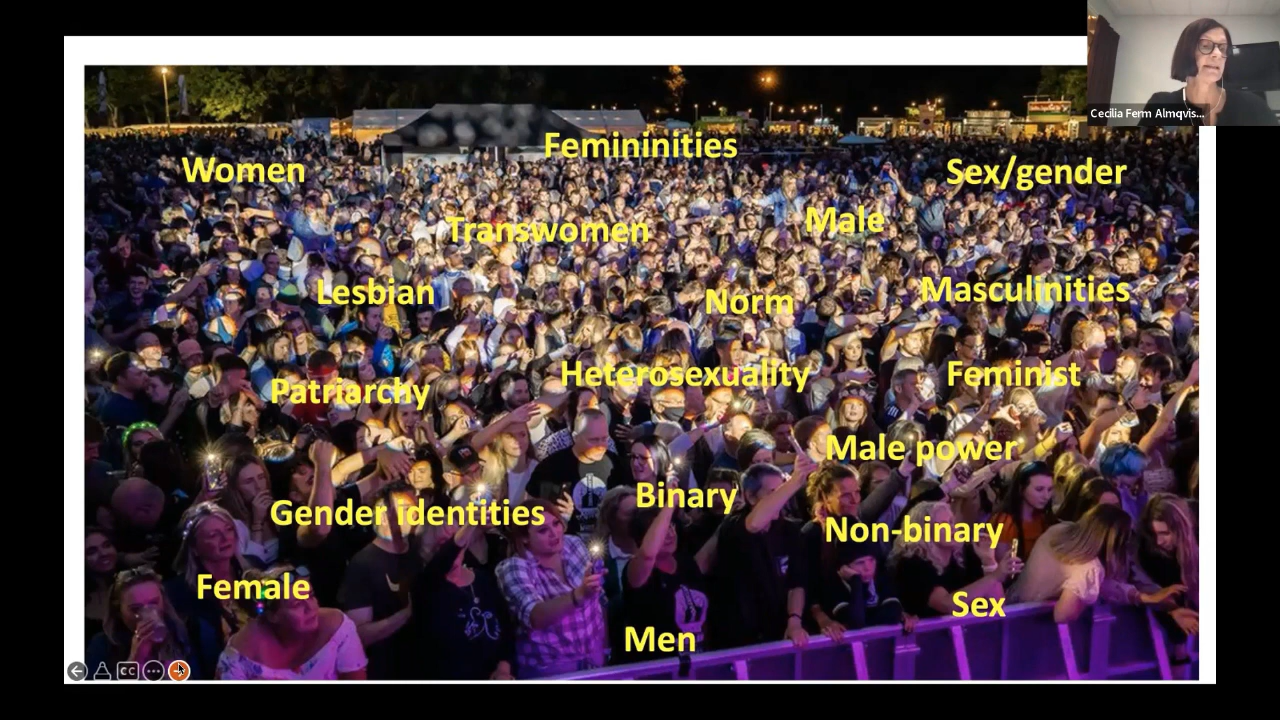 Cecilia Ferm Almqvis...
Femininities
Women
Sex/gender
Male
Transwomen
Masculinities
Lesbian
Norm
Heterosexuality
Feminist
Patriarchy
Male power
Binary
Gender identities
Non-binary
Female
Sex
Men
CC